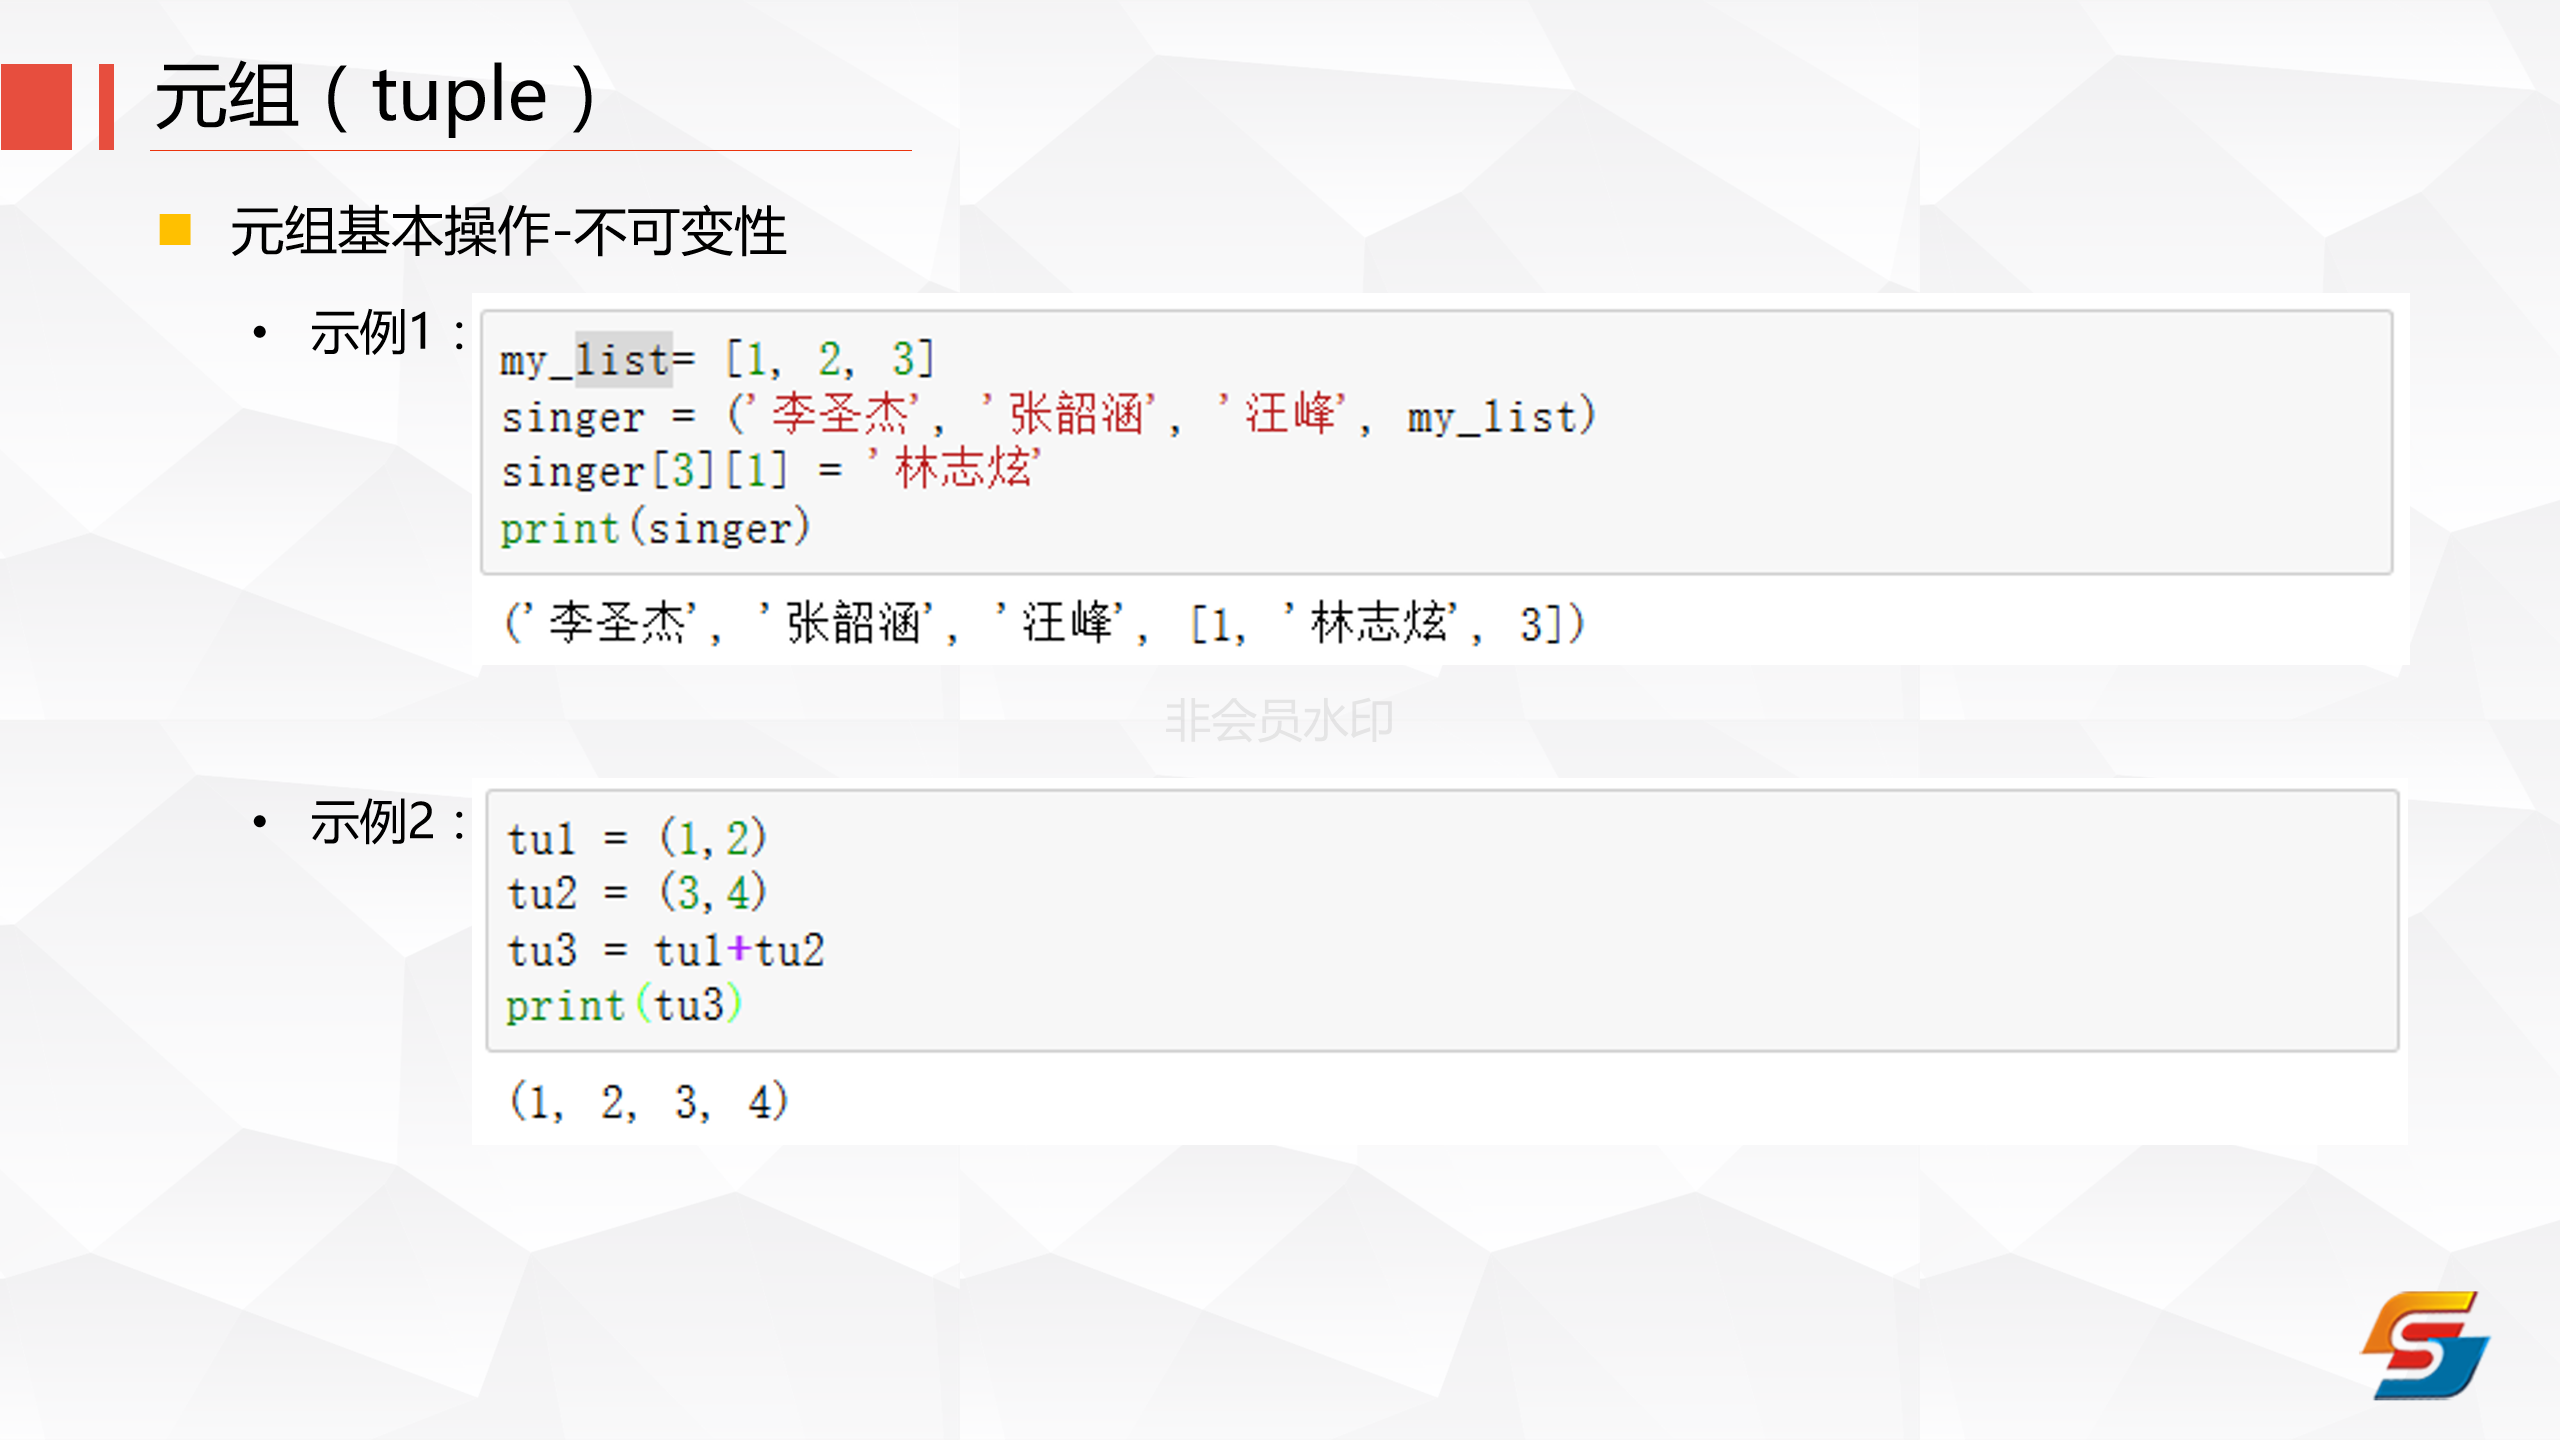 元组（tuple）
元组基本操作-不可变性
• 示例1：
my_list= [1, 2, 3]
singer = ('李圣杰', '张韶涵', '汪峰', my_list)
singer[3][1] = '林志炫'
print(singer)
('李圣杰', '张韶涵', '汪峰', [1, '林志炫', 3])
非会员水印
• 示例2：
tu1 = (1,2)
tu2 = (3,4)
tu3 = tu1+tu2
print(tu3)
(1, 2, 3, 4)